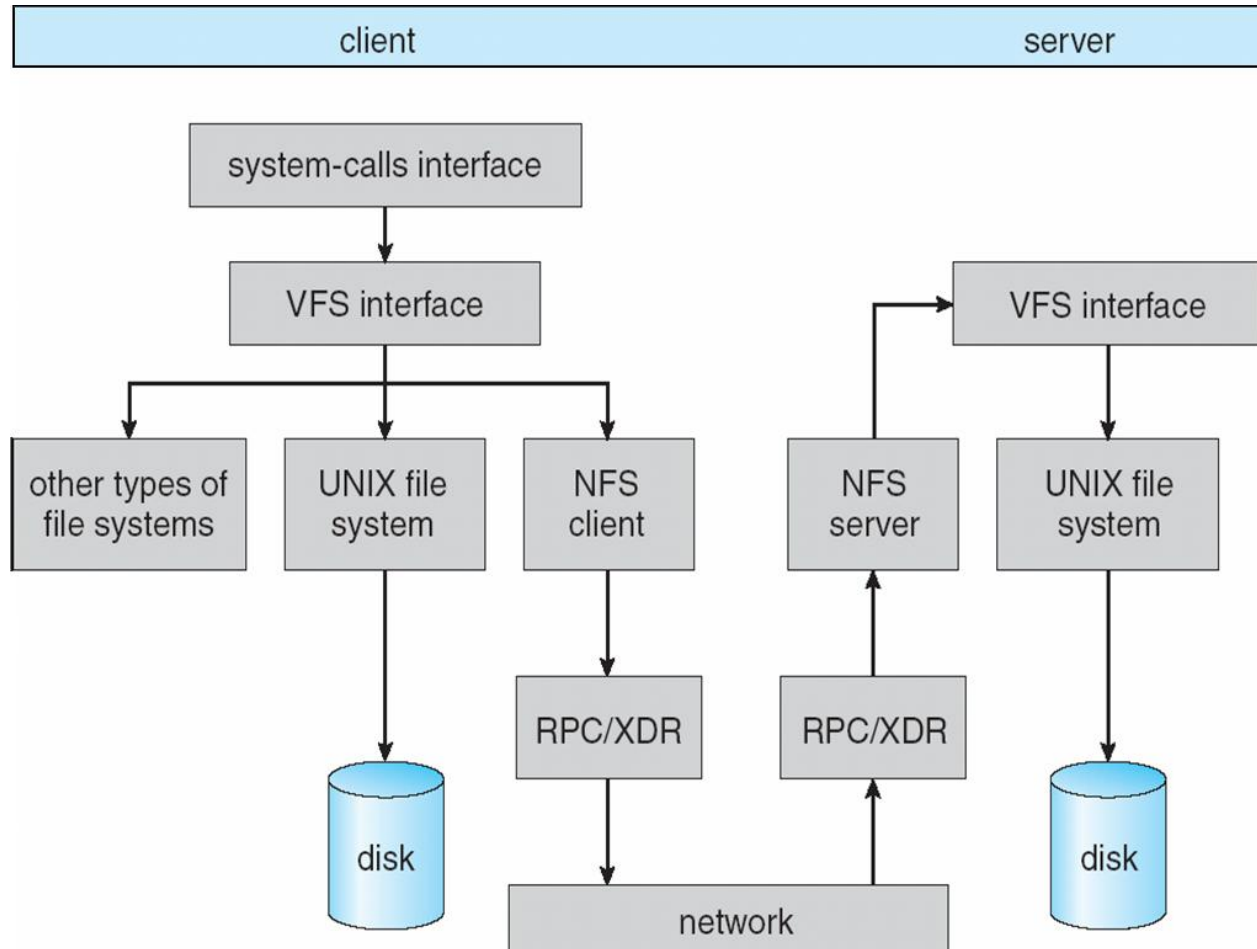 client
server
system-calls interface
VFS interface
VFS interface
other types of
file systems
UNIX file
system
NFS
client
NFS
server
UNIX file
system
RPC/XDR
RPC/XDR
disk
disk
network